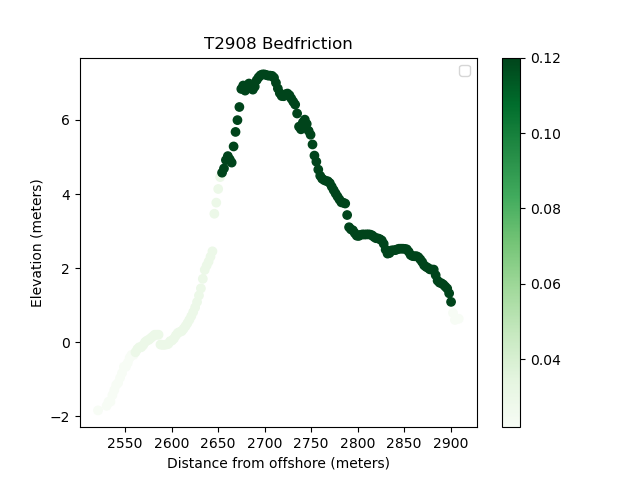 T2908 Bedfriction
Elevation (meters)
6
4
2
0
−2
2550 2600 2650 2700 2750 2800 2850 2900
Distance from offshore (meters)
0.12
0.10
0.08
0.06
0.04